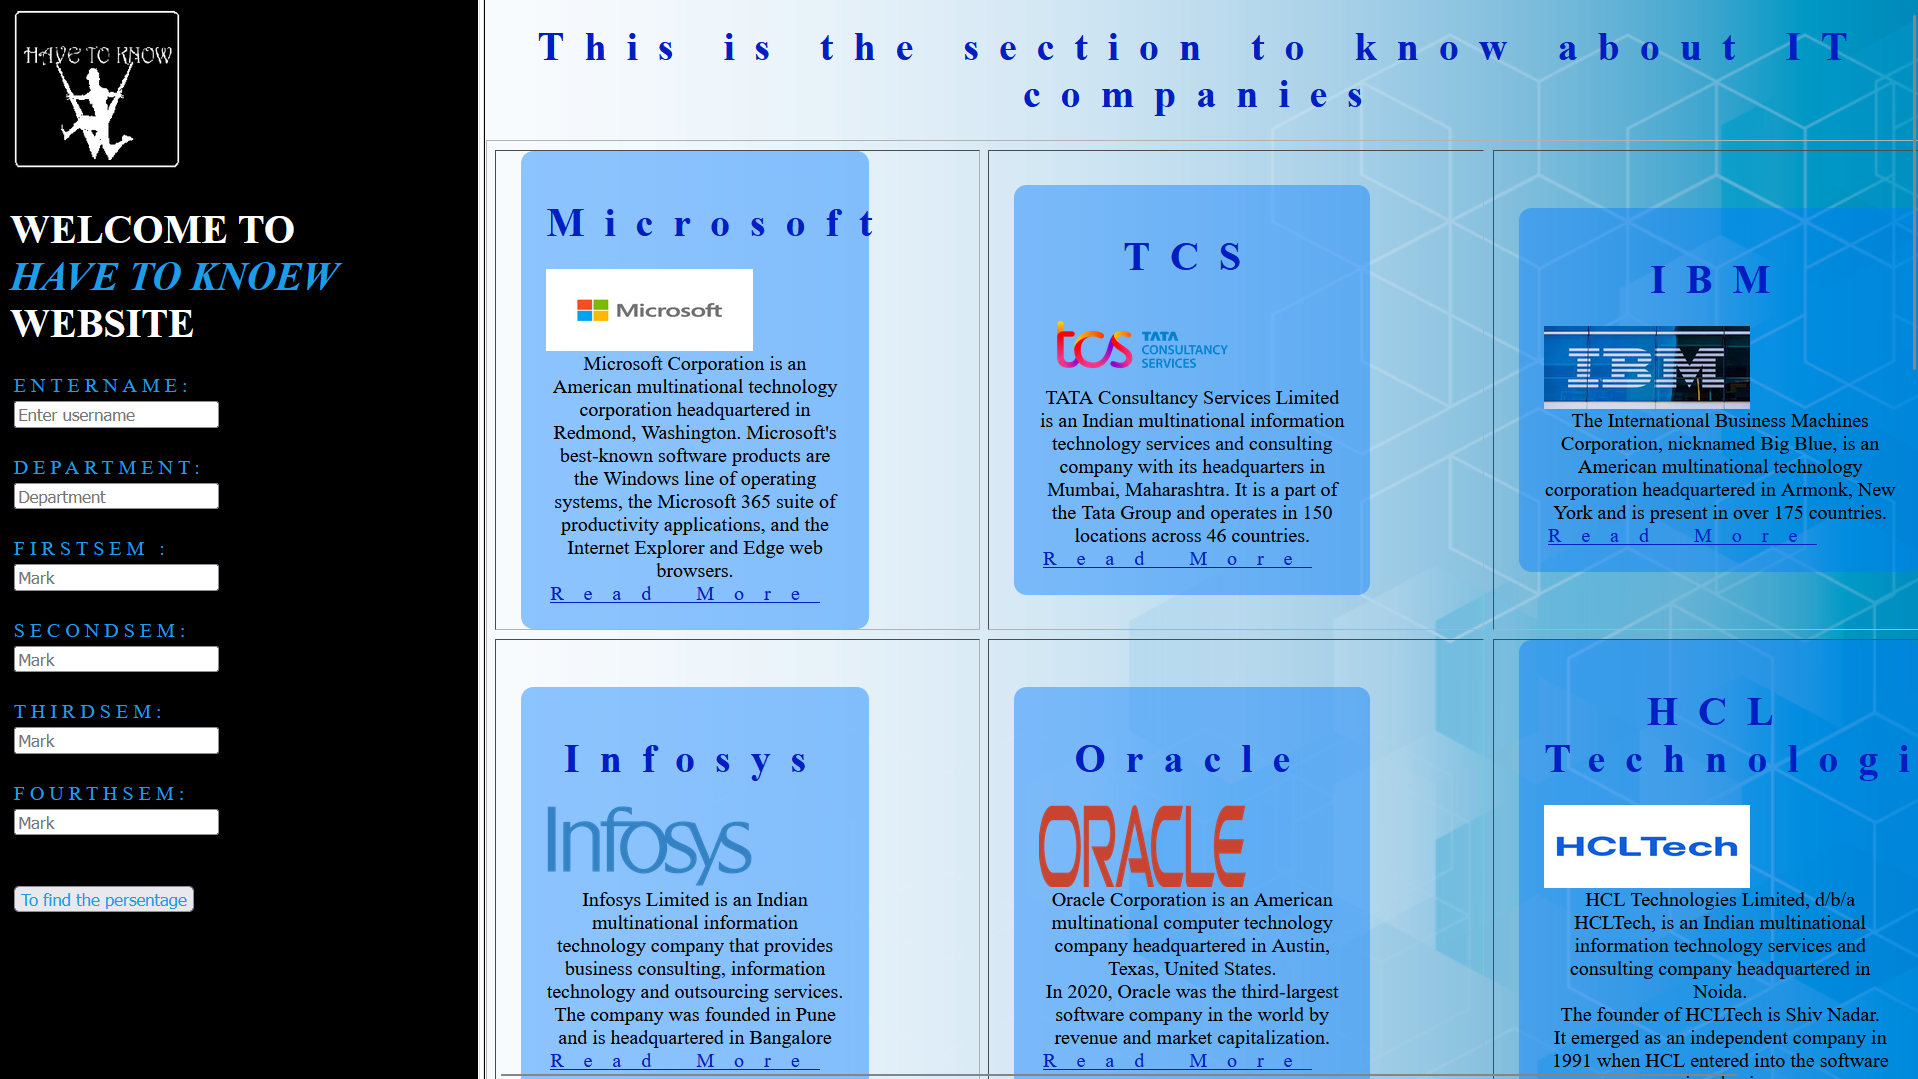 HAVE TO KNOW
WELCOME TO
HAVE TO KNOEW
WEBSITE
ENTERNAME:
Enter username
DEPARTMENT:
Department
FIRSTSEM :
Mark
SECONDSEM:
Mark
THIRDSEM:
Mark
FOURTHSEM:
Mark
To find the persentage
This is the section to know about IT
companies
Microsoft
Microsoft
Microsoft Corporation is an
American multinational technology
corporation headquartered in
Redmond, Washington. Microsoft's
best-known software products are
the Windows line of operating
systems, the Microsoft 365 suite of
productivity applications, and the
Internet Explorer and Edge web
browsers.
Read More
TCS
tcs TATA
CONSULTANCY
SERVICES
TATA Consultancy Services Limited
is an Indian multinational information
technology services and consulting
company with its headquarters in
Mumbai, Maharashtra. It is a part of
the Tata Group and operates in 150
locations across 46 countries.
Read More
IBM
IBM
The International Business Machines
Corporation, nicknamed Big Blue, is an
American multinational technology
corporation headquartered in Armonk, New
York and is present in over 175 countries.
Read More
Infosys
Infosys
Infosys Limited is an Indian
multinational information
technology company that provides
business consulting, information
technology and outsourcing services.
The company was founded in Pune
and is headquartered in Bangalore
Read More
Oracle
ORACLE
Oracle Corporation is an American
multinational computer technology
company headquartered in Austin,
Texas, United States.
In 2020, Oracle was the third-largest
software company in the world by
revenue and market capitalization.
Read More
HCL
Technologi
HCLTech
HCL Technologies Limited, d/b/a
HCLTech, is an Indian multinational
information technology services and
consulting company headquartered in
Noida.
The founder of HCLTech is Shiv Nadar.
It emerged as an independent company in
1991 when HCL entered into the software